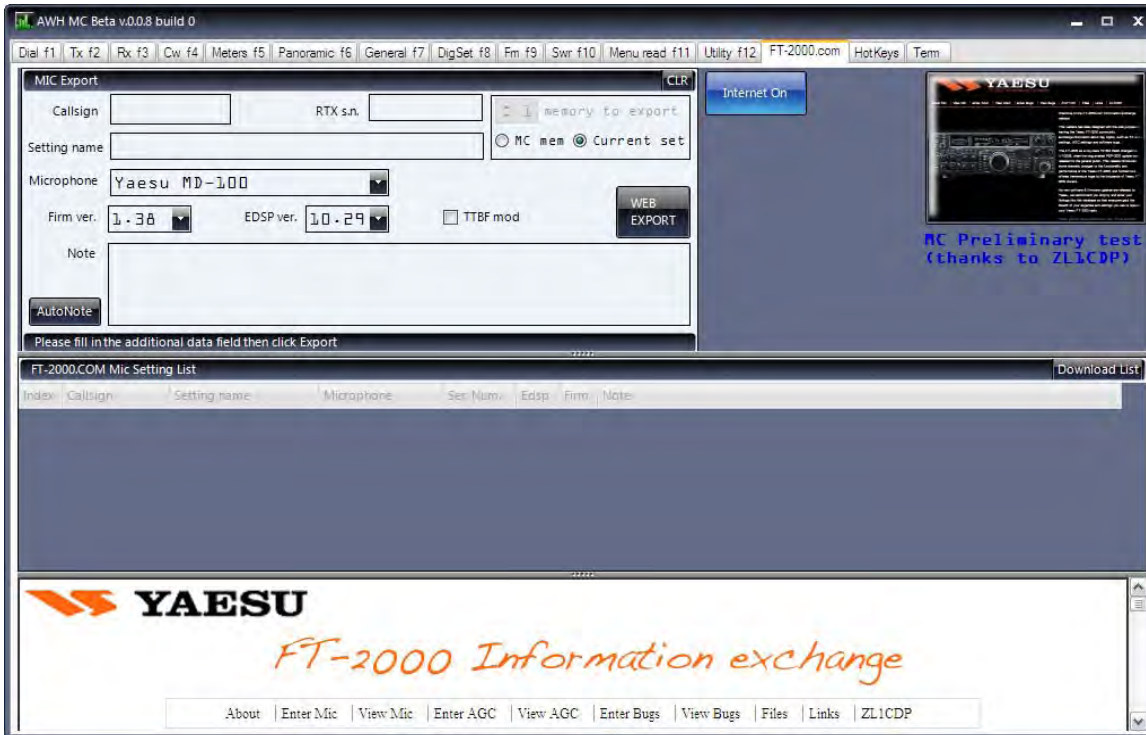 AWH MC Beta v.0.0.8 build 0
Dial f1 Tx f2 Rx f3 Cw f4 Meters f5 Panoramic f6 General f7 DigSet f8 Fm f9 Swr f10 Menu read f11 Utility f12 FT-2000.com HotKeys Term
MIC Export CLR
Internet On
YAESU
Callsign RTX s.n. 1 memory to export
MC mem Current set
Setting name
Microphone Yaesu MD-100
WEB
EXPORT
Firm ver. 1.38 EDSP ver. 10.29 TTBF mod
MC Preliminary test
(thanks to ZL1CDP)
Note
AutoNote
Please fill in the additional data field then click Export
FT-2000.COM Mic Setting List Download List
Index Callsign Setting name Microphone Ser. Num. Edsp Firm Note
YAESU
FT-2000 Information exchange
About | Enter Mic | View Mic | Enter AGC | View AGC | Enter Bugs | View Bugs | Files | Links | ZL1CDP